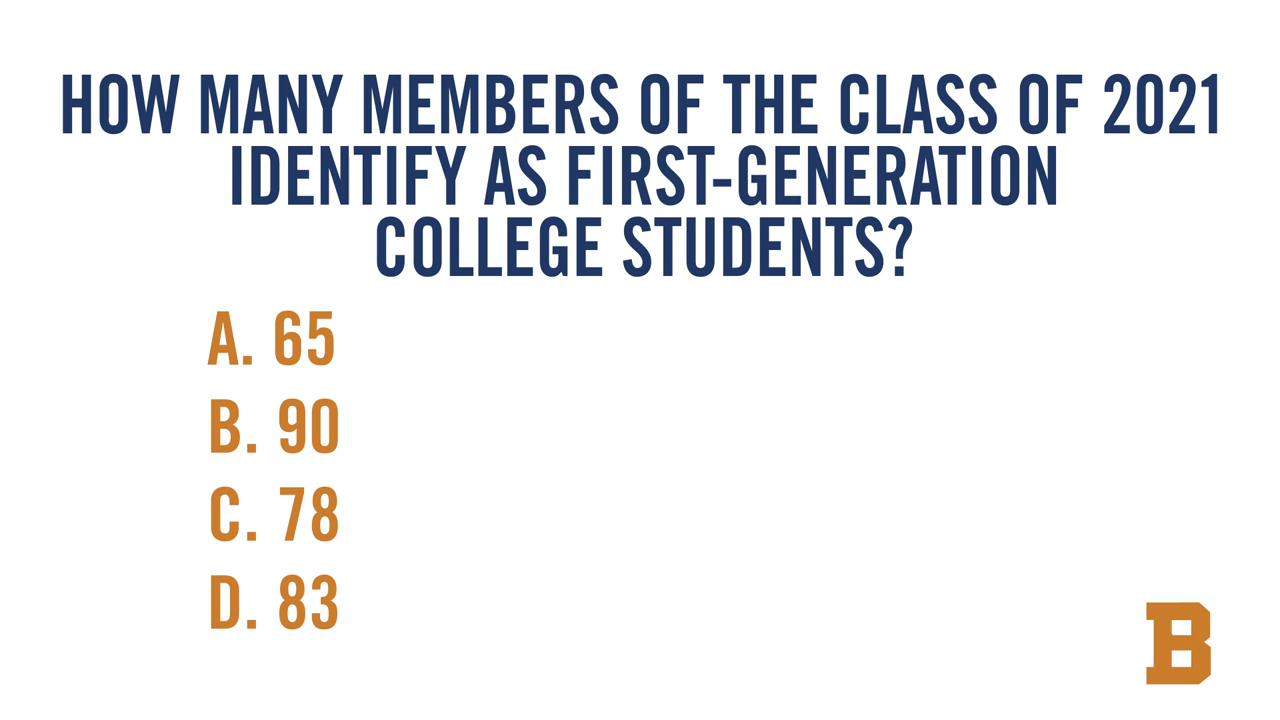 HOW MANY MEMBERS OF THE CLASS OF 2021
IDENTIFY AS FIRST-GENERATION
COLLEGE STUDENTS?
A. 65
B. 90
C. 78
D. 83
B